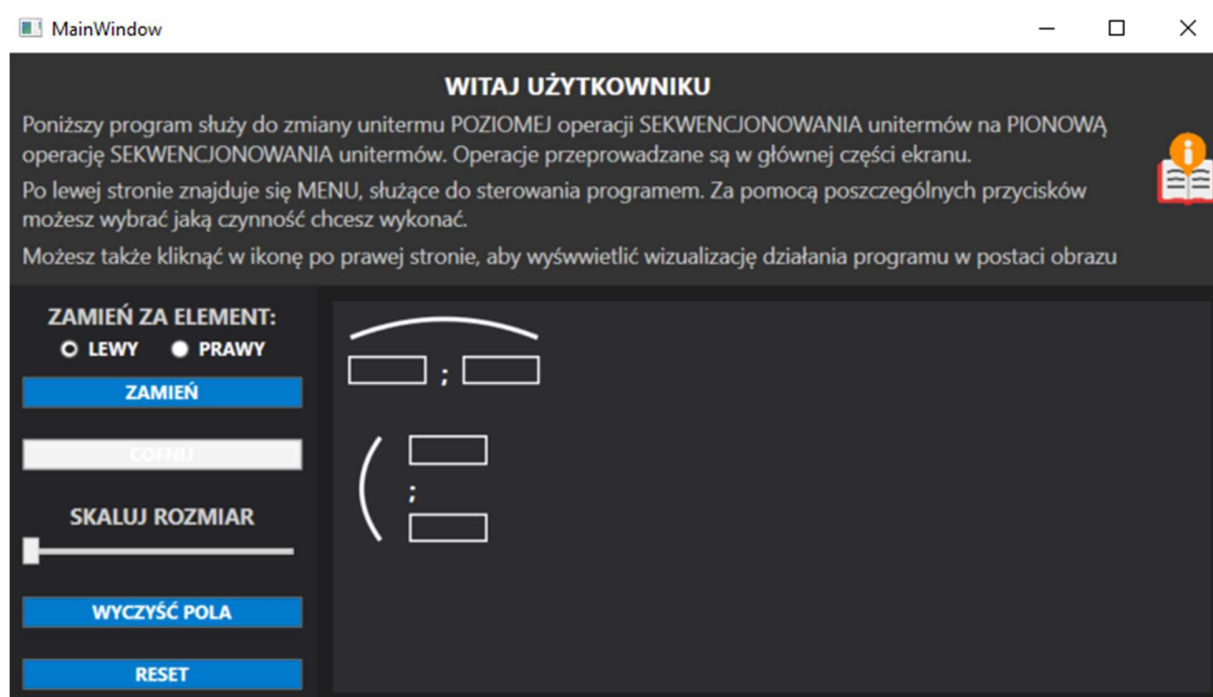 MainWindow
WITAJ UŻYTKOWNIKU
Poniższy program służy do zmiany unitermu POZIOMEJ operacji SEKWENCJONOWANIA unitermów na PIONOWĄ
operację SEKWENCJONOWANIA unitermów. Operacje przeprowadzane są w głównej części ekranu.
Po lewej stronie znajduje się MENU, służące do sterowania programem. Za pomocą poszczególnych przycisków
możesz wybrać jaką czynność chcesz wykonać.
Możesz także kliknąć w ikonę po prawej stronie, aby wyśwwietlić wizualizację działania programu w postaci obrazu
ZAMIEŃ ZA ELEMENT:
LEWY PRAWY
ZAMIEŃ
COFNIJ
SKALUJ ROZMIAR
WYCZYŚĆ POLA
RESET
;
;